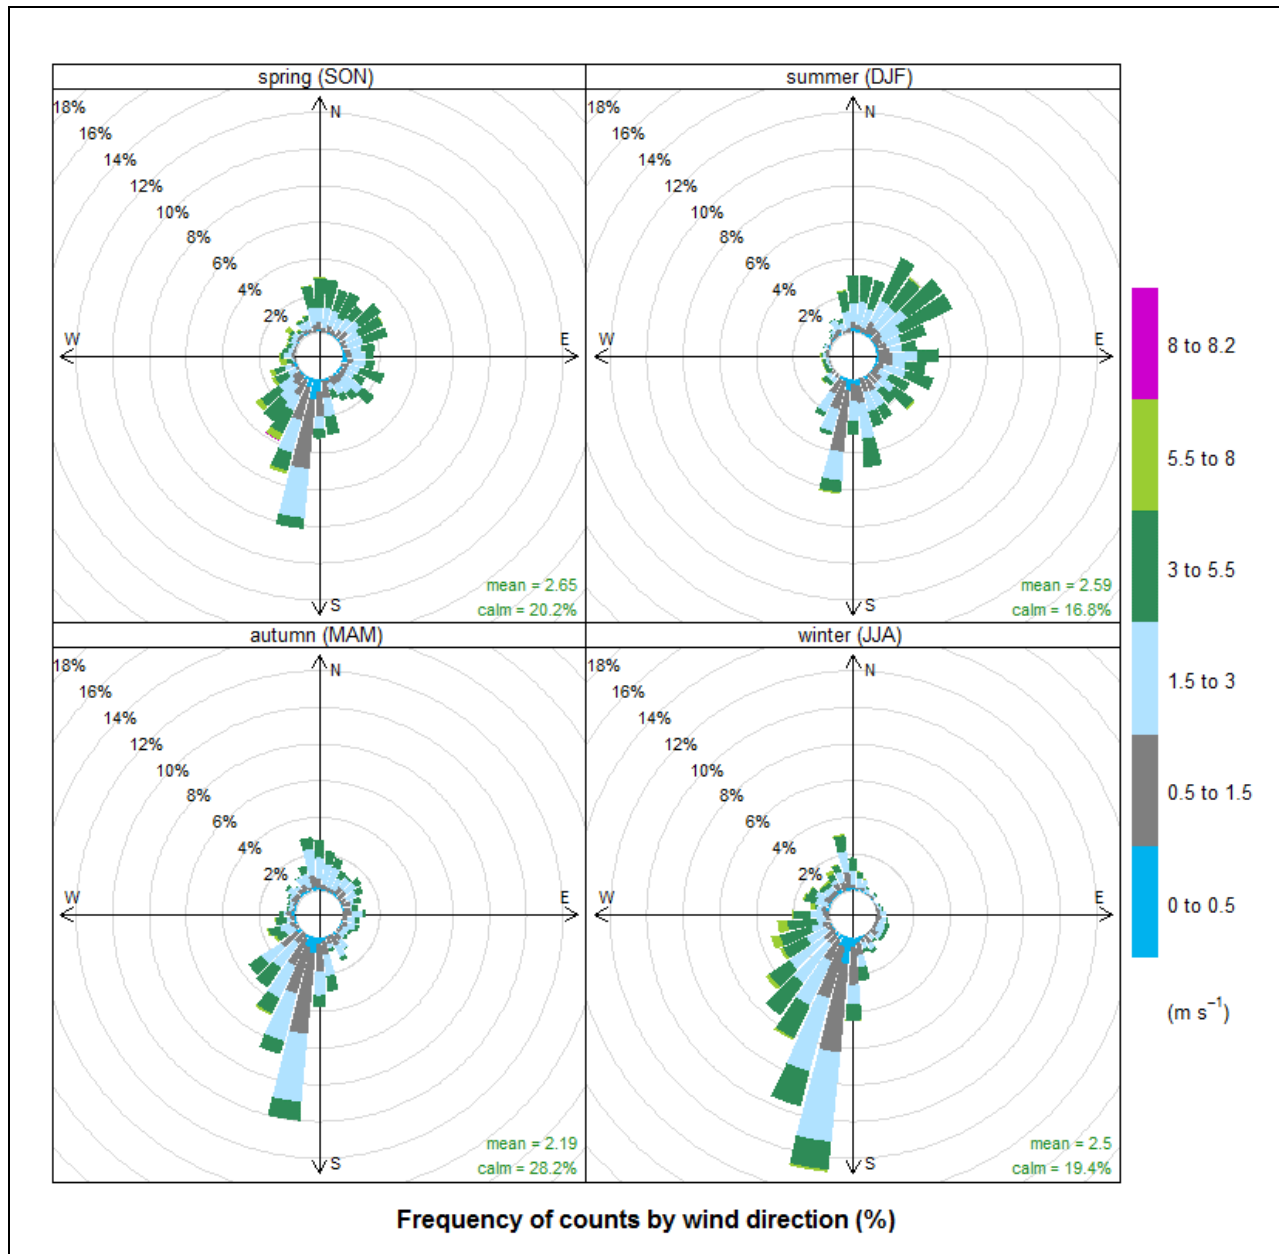 spring (SON)
summer (DJF)
18%
16%
14%
12%
10%
8%
6%
4%
2%
N
W
E
S
mean = 2.65
calm = 20.2%
18%
16%
14%
12%
10%
8%
6%
4%
2%
N
W
E
S
mean = 2.59
calm = 16.8%
autumn (MAM)
winter (JJA)
18%
16%
14%
12%
10%
8%
6%
4%
2%
N
W
E
S
mean = 2.19
calm = 28.2%
18%
16%
14%
12%
10%
8%
6%
4%
2%
N
W
E
S
mean = 2.5
calm = 19.4%
8 to 8.2
5.5 to 8
3 to 5.5
1.5 to 3
0.5 to 1.5
0 to 0.5
(m s⁻¹)
Frequency of counts by wind direction (%)